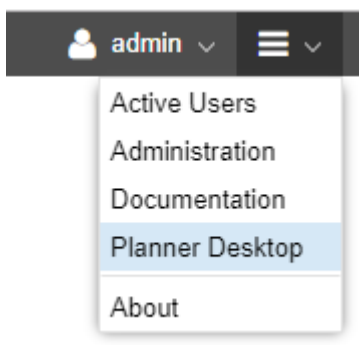 admin
Active Users
Administration
Documentation
Planner Desktop
About